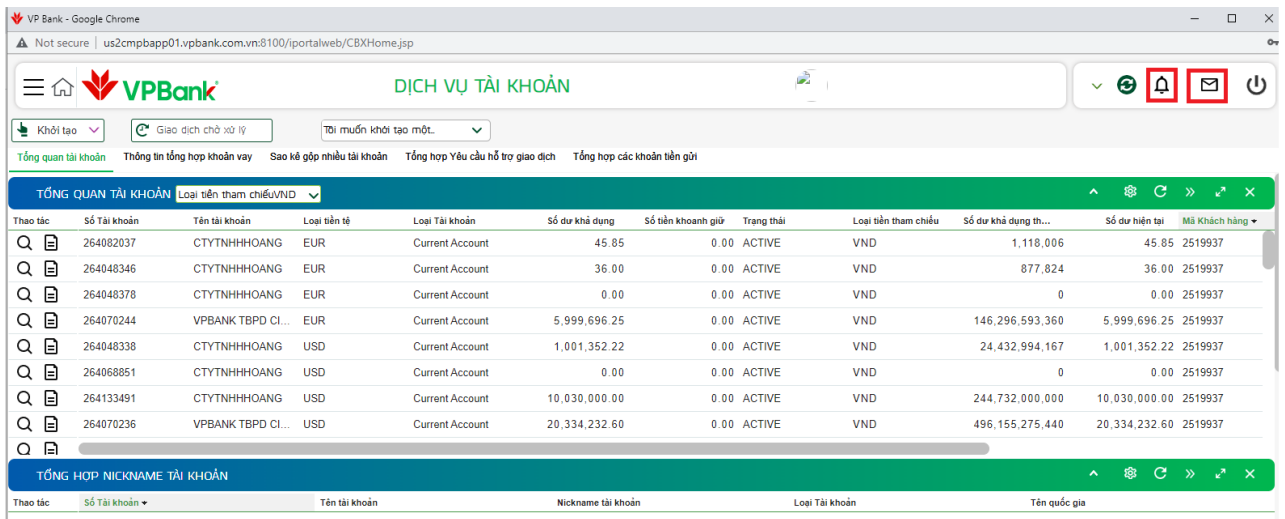 VP Bank - Google Chrome
Not secure | us2cmpbapp01.vpbank.com.vn:8100/iportalweb/CBXHome.jsp
VPBank DỊCH VỤ TÀI KHOẢN
Khởi tạo Giao dịch chờ xử lý Tôi muốn khởi tạo một..
Tổng quan tài khoản Thông tin tổng hợp khoản vay Sao kê gộp nhiều tài khoản Tổng hợp Yêu cầu hỗ trợ giao dịch Tổng hợp các khoản tiền gửi
TỔNG QUAN TÀI KHOẢN Loại tiền tham chiếuVND
Thao tác Số Tài khoản Tên tài khoản Loại tiền tệ Loại Tài khoản Số dư khả dụng Số tiền khoanh giữ Trạng thái Loại tiền tham chiếu Số dư khả dụng th... Số dư hiện tại Mã Khách hàng
264082037 CTYTNHHHOANG EUR Current Account 45.85 0.00 ACTIVE VND 1,118,006 45.85 2519937
264048346 CTYTNHHHOANG EUR Current Account 36.00 0.00 ACTIVE VND 877,824 36.00 2519937
264048378 CTYTNHHHOANG EUR Current Account 0.00 0.00 ACTIVE VND 0 0.00 2519937
264070244 VPBANK TBPD CI... EUR Current Account 5,999,696.25 0.00 ACTIVE VND 146,296,593,360 5,999,696.25 2519937
264048338 CTYTNHHHOANG USD Current Account 1,001,352.22 0.00 ACTIVE VND 24,432,994,167 1,001,352.22 2519937
264068851 CTYTNHHHOANG USD Current Account 0.00 0.00 ACTIVE VND 0 0.00 2519937
264133491 CTYTNHHHOANG USD Current Account 10,030,000.00 0.00 ACTIVE VND 244,732,000,000 10,030,000.00 2519937
264070236 VPBANK TBPD CI... USD Current Account 20,334,232.60 0.00 ACTIVE VND 496,155,275,440 20,334,232.60 2519937
TỔNG HỢP NICKNAME TÀI KHOẢN
Thao tác Số Tài khoản Tên tài khoản Nickname tài khoản Loại Tài khoản Tên quốc gia